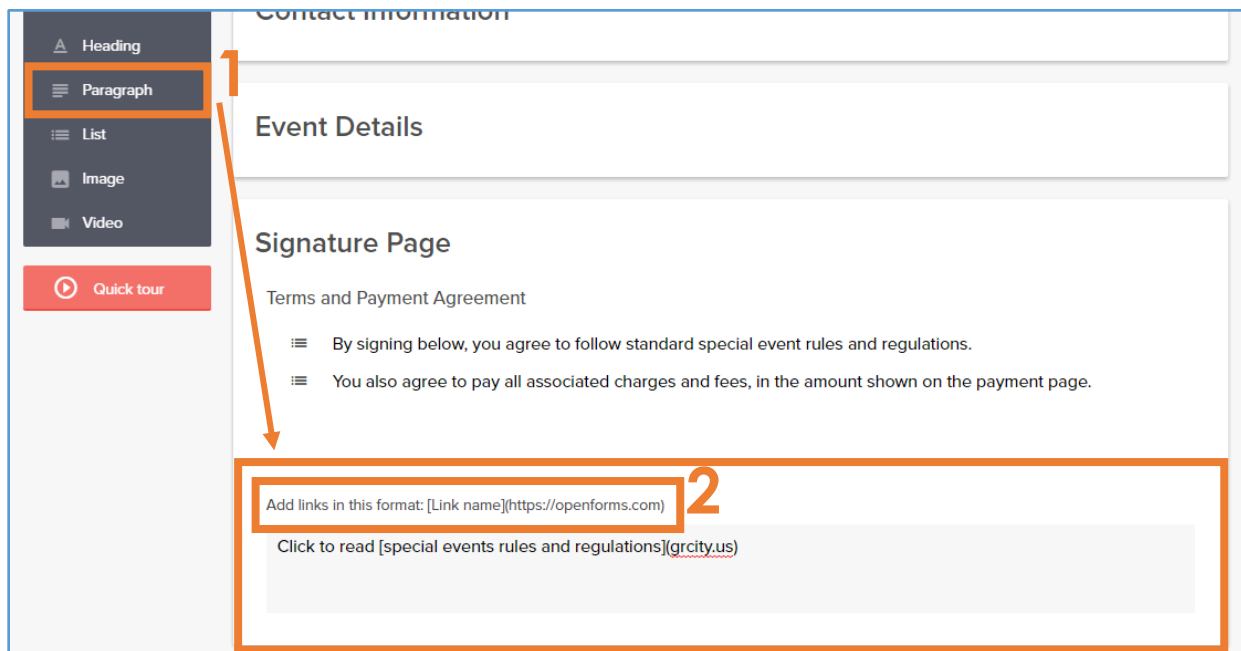 Contact Information
Heading
1
Paragraph
List
Image
Video
Quick tour
Event Details
Signature Page
Terms and Payment Agreement
By signing below, you agree to follow standard special event rules and regulations.
You also agree to pay all associated charges and fees, in the amount shown on the payment page.
2
Add links in this format: [Link name](https://openforms.com)
Click to read [special events rules and regulations](grcity.us)